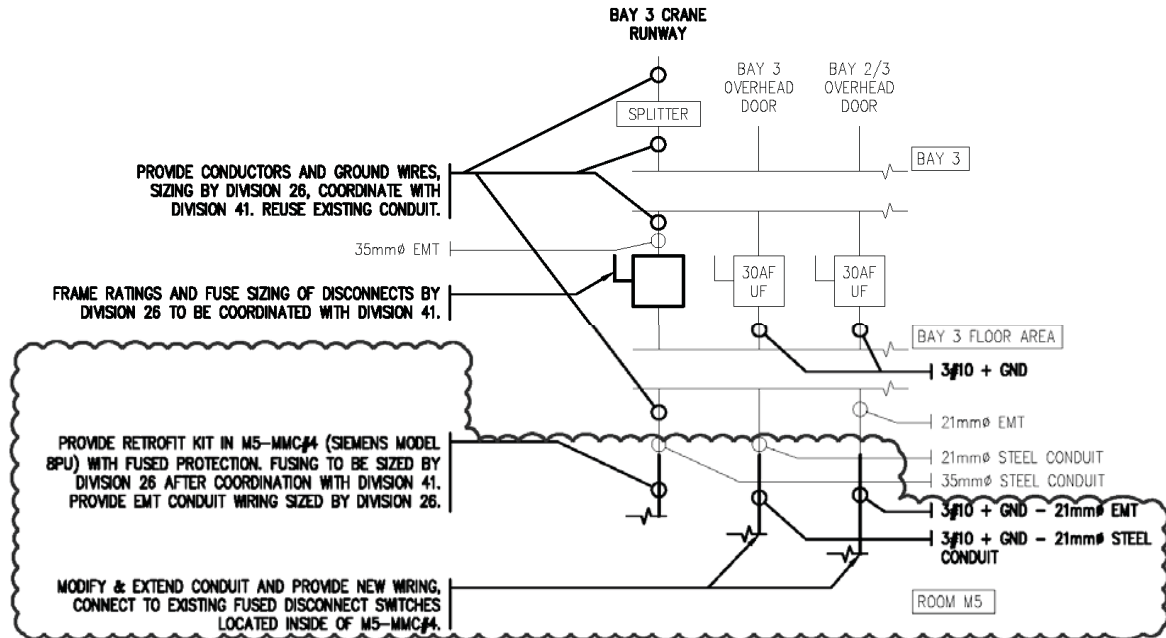 BAY 3 CRANE
RUNWAY
BAY 3
OVERHEAD
DOOR
BAY 2/3
OVERHEAD
DOOR
SPLITTER
BAY 3
PROVIDE CONDUCTORS AND GROUND WIRES,
SIZING BY DIVISION 26, COORDINATE WITH
DIVISION 41. REUSE EXISTING CONDUIT.
35mmø EMT
30AF
UF
30AF
UF
FRAME RATINGS AND FUSE SIZING OF DISCONNECTS BY
DIVISION 26 TO BE COORDINATED WITH DIVISION 41.
BAY 3 FLOOR AREA
3#10 + GND
21mmø EMT
PROVIDE RETROFIT KIT IN M5-MMC#4 (SIEMENS MODEL
8PU) WITH FUSED PROTECTION. FUSING TO BE SIZED BY
DIVISION 26 AFTER COORDINATION WITH DIVISION 41.
PROVIDE EMT CONDUIT WIRING SIZED BY DIVISION 26.
21mmø STEEL CONDUIT
35mmø STEEL CONDUIT
3#10 + GND - 21mmø EMT
3#10 + GND - 21mmø STEEL
CONDUIT
MODIFY & EXTEND CONDUIT AND PROVIDE NEW WIRING,
CONNECT TO EXISTING FUSED DISCONNECT SWITCHES
LOCATED INSIDE OF M5-MMC#4.
ROOM M5